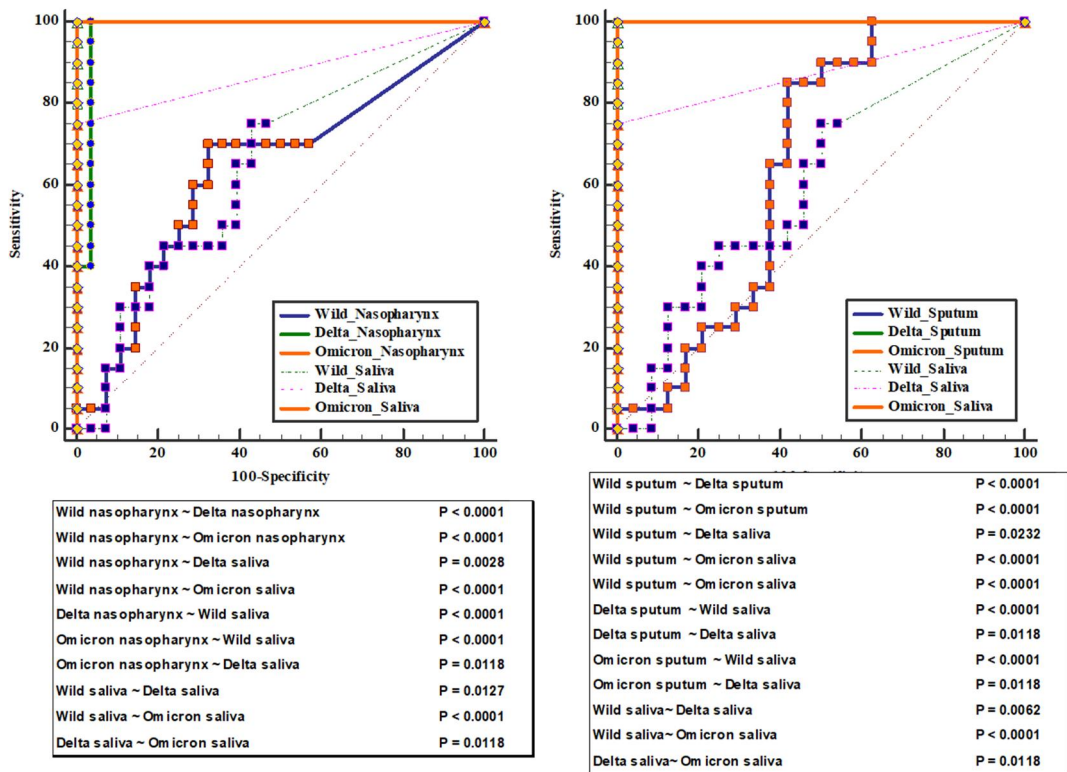 100
80
60
40
20
0
Sensitivity
Wild_Nasopharynx
Delta_Nasopharynx
Omicron_Nasopharynx
Wild_Saliva
Delta_Saliva
Omicron_Saliva
0 20 40 60 80 100
100-Specificity
Wild nasopharynx ~ Delta nasopharynx P < 0.0001
Wild nasopharynx ~ Omicron nasopharynx P < 0.0001
Wild nasopharynx ~ Delta saliva P = 0.0028
Wild nasopharynx ~ Omicron saliva P < 0.0001
Delta nasopharynx ~ Wild saliva P < 0.0001
Omicron nasopharynx ~ Wild saliva P < 0.0001
Omicron nasopharynx ~ Delta saliva P = 0.0118
Wild saliva ~ Delta saliva P = 0.0127
Wild saliva ~ Omicron saliva P < 0.0001
Delta saliva ~ Omicron saliva P = 0.0118
100
80
60
40
20
0
Sensitivity
Wild_Sputum
Delta_Sputum
Omicron_Sputum
Wild_Saliva
Delta_Saliva
Omicron_Saliva
0 20 40 60 80 100
100-Specificity
Wild sputum ~ Delta sputum P < 0.0001
Wild sputum ~ Omicron sputum P < 0.0001
Wild sputum ~ Delta saliva P = 0.0232
Wild sputum ~ Omicron saliva P < 0.0001
Wild sputum ~ Omicron saliva P < 0.0001
Delta sputum ~ Wild saliva P < 0.0001
Delta sputum ~ Delta saliva P = 0.0118
Omicron sputum ~ Wild saliva P < 0.0001
Omicron sputum ~ Delta saliva P = 0.0118
Wild saliva~ Delta saliva P = 0.0062
Wild saliva~ Omicron saliva P < 0.0001
Delta saliva~ Omicron saliva P = 0.0118